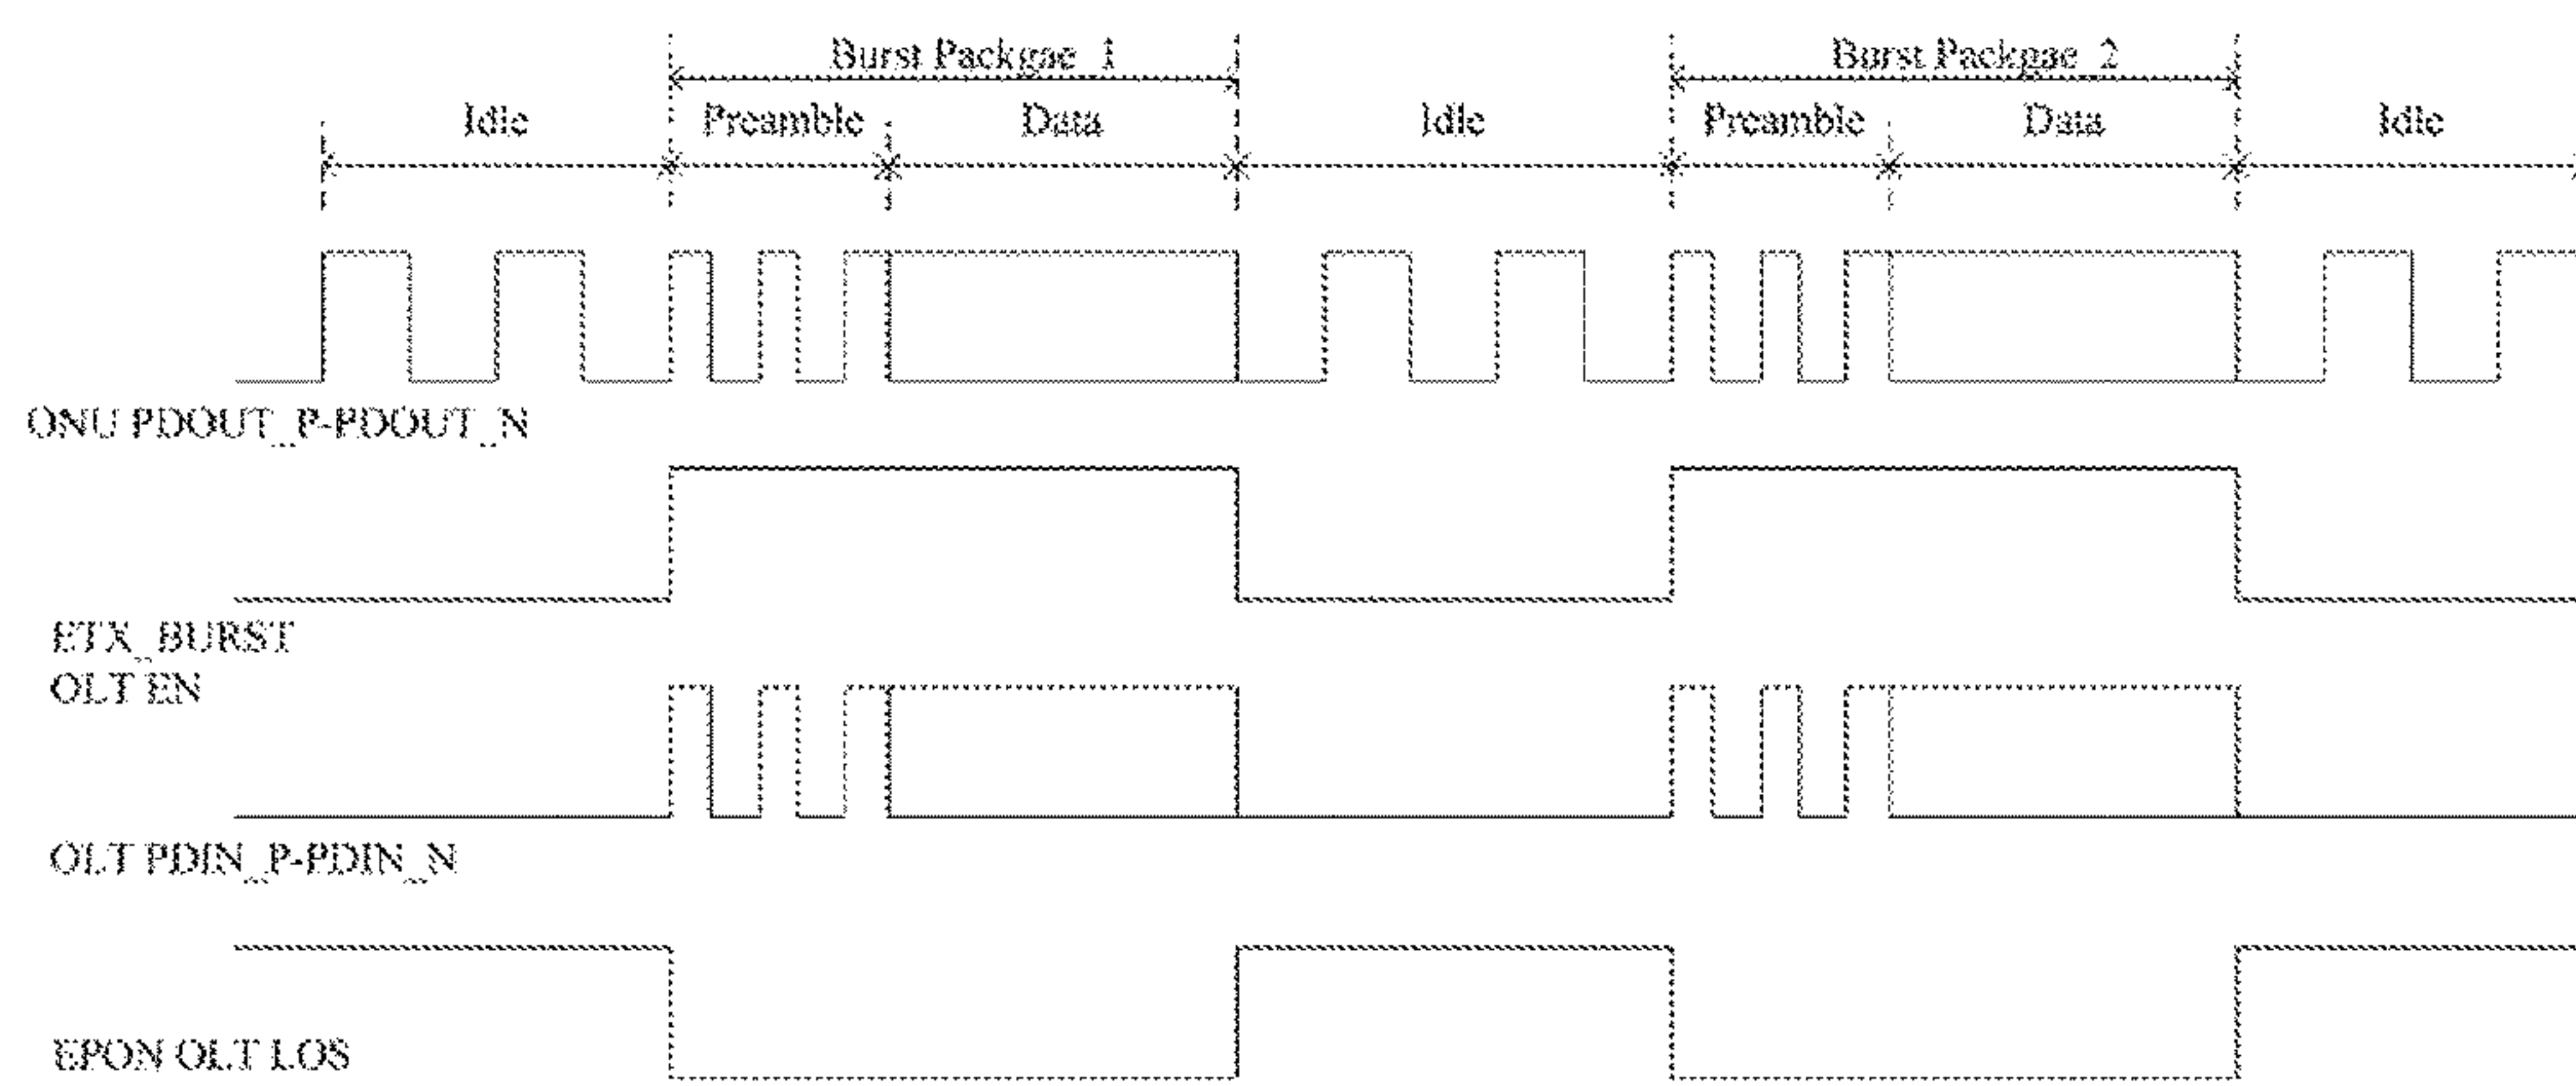 Burst Packgae_1 Burst Packgae_2
Idle Preamble Data Idle Preamble Data Idle
ONU PDOUT_P-PDOUT_N
ETX_BURST
OLT EN
OLT PDIN_P-PDIN_N
EPON OLT LOS